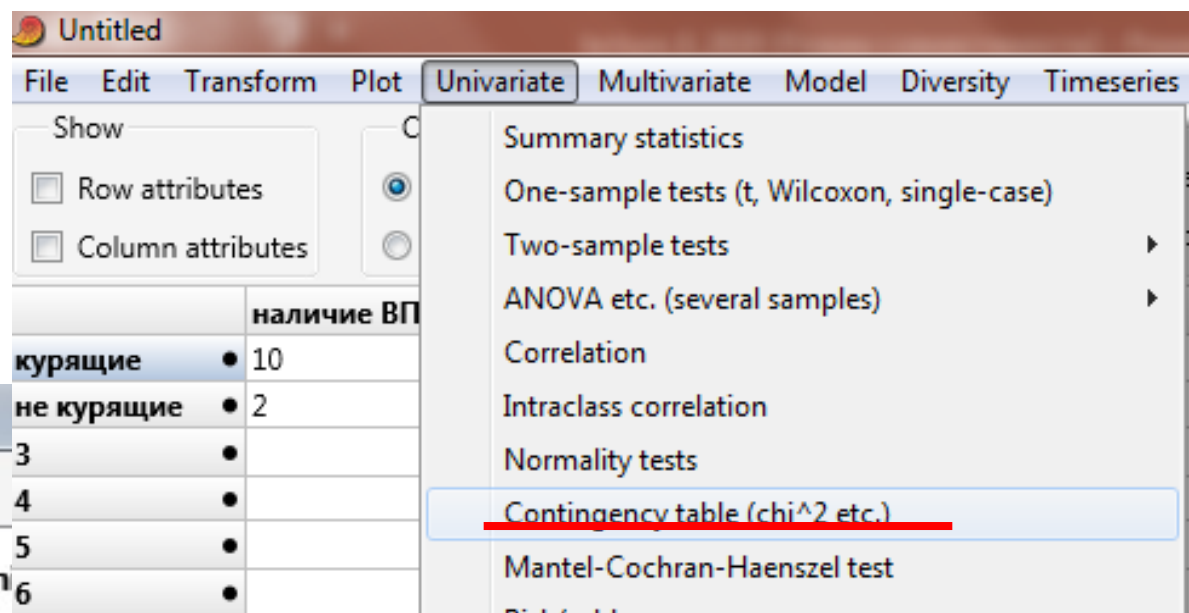 Untitled
File Edit Transform Plot Univariate Multivariate Model Diversity Timeseries
Show
Row attributes
Column attributes
Summary statistics
One-sample tests (t, Wilcoxon, single-case)
Two-sample tests
ANOVA etc. (several samples)
Correlation
Intraclass correlation
Normality tests
Contingency table (chi^2 etc.)
Mantel-Cochran-Haenszel test
наличие ВП
курящие 10
не курящие 2
3
4
5
6